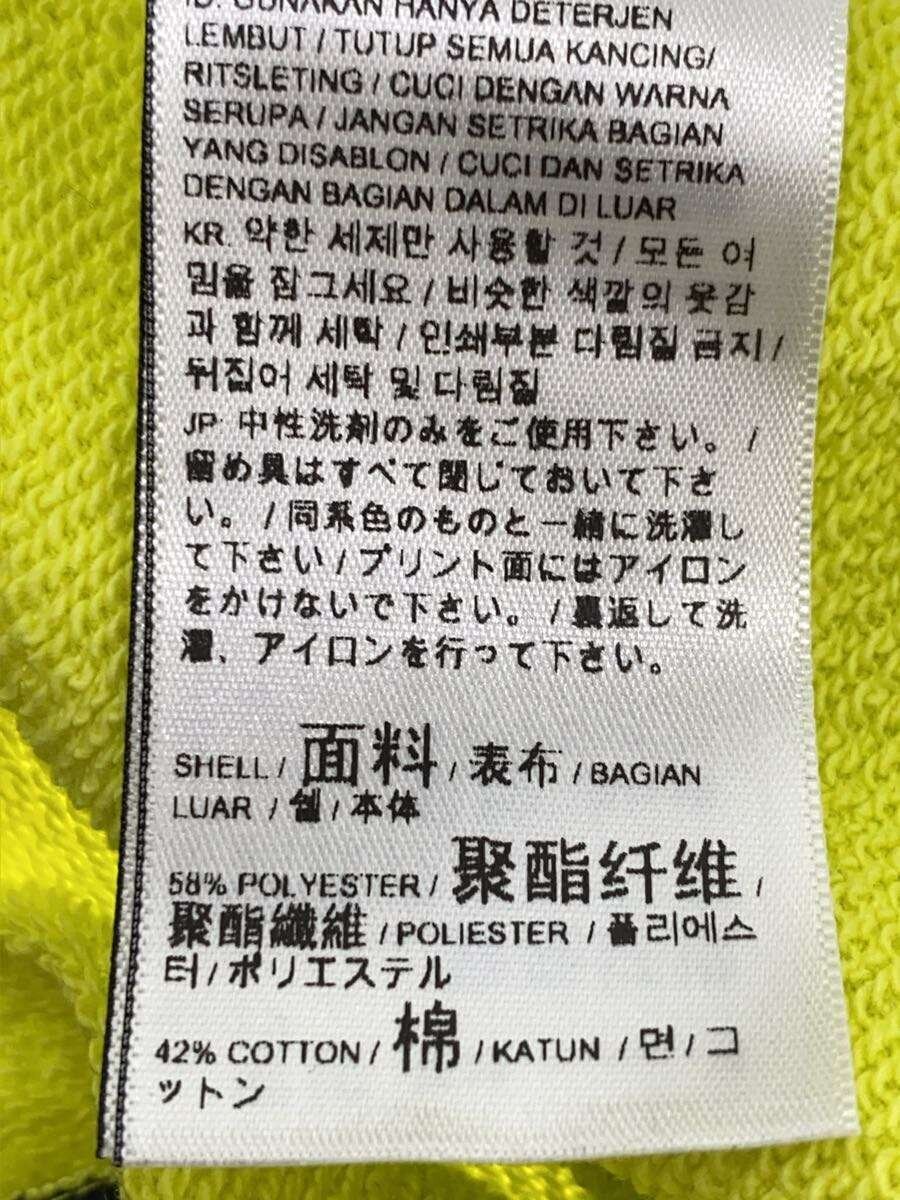 ID: GUNAKAN HANYA DETERJEN
LEMBUT / TUTUP SEMUA KANCING/
RITSLETING / CUCI DENGAN WARNA
SERUPA / JANGAN SETRIKA BAGIAN
YANG DISABLON / CUCI DAN SETRIKA
DENGAN BAGIAN DALAM DI LUAR
KR. 약한 세제만 사용할 것 / 모든 여
밈을 잠그세요 / 비슷한 색깔의 옷감
과 함께 세탁 / 인쇄부분 다림질 금지 /
뒤집어 세탁 및 다림질
JP: 中性洗剤のみをご使用下さい。 /
留め具はすべて閉じておいて下さ
い。 / 同系色のものと一緒に洗濯し
て下さい / プリント面にはアイロン
をかけないで下さい。 / 裏返して洗
濯、アイロンを行って下さい。
SHELL / 面料 / 表布 / BAGIAN
LUAR / 쉘 / 本体
58% POLYESTER / 聚酯纤维 /
聚酯纖維 / POLIESTER / 폴리에스
터 / ポリエステル
42% COTTON / 棉 / KATUN / 면 / コ
ットン